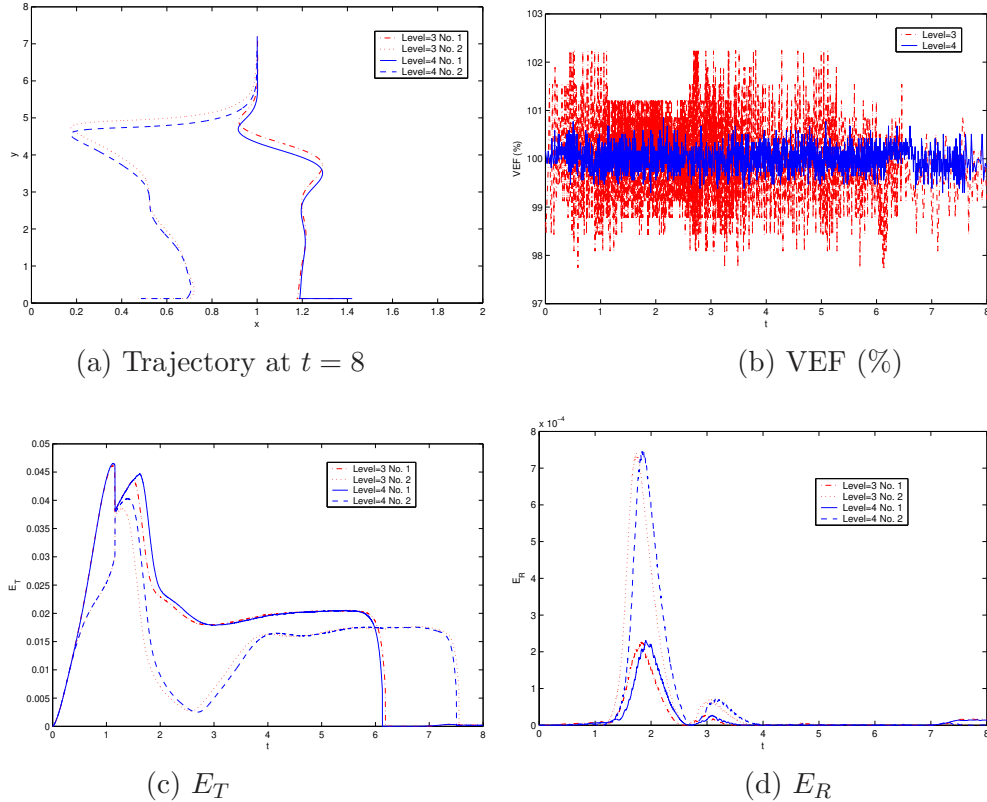 8
7
6
5
4
3
2
1
0
y
0
0.2
0.4
0.6
0.8
1
1.2
1.4
1.6
1.8
2
x
Level=3 No. 1
Level=3 No. 2
Level=4 No. 1
Level=4 No. 2
(a) Trajectory at t = 8
103
102
101
100
99
98
97
VEF (%)
0
1
2
3
4
5
6
7
8
t
Level=3
Level=4
(b) VEF (%)
0.05
0.045
0.04
0.035
0.03
0.025
0.02
0.015
0.01
0.005
0
E_T
0
1
2
3
4
5
6
7
8
t
Level=3 No. 1
Level=3 No. 2
Level=4 No. 1
Level=4 No. 2
(c) E_T
x 10^-4
8
7
6
5
4
3
2
1
0
E_R
0
1
2
3
4
5
6
7
8
t
Level=3 No. 1
Level=3 No. 2
Level=4 No. 1
Level=4 No. 2
(d) E_R